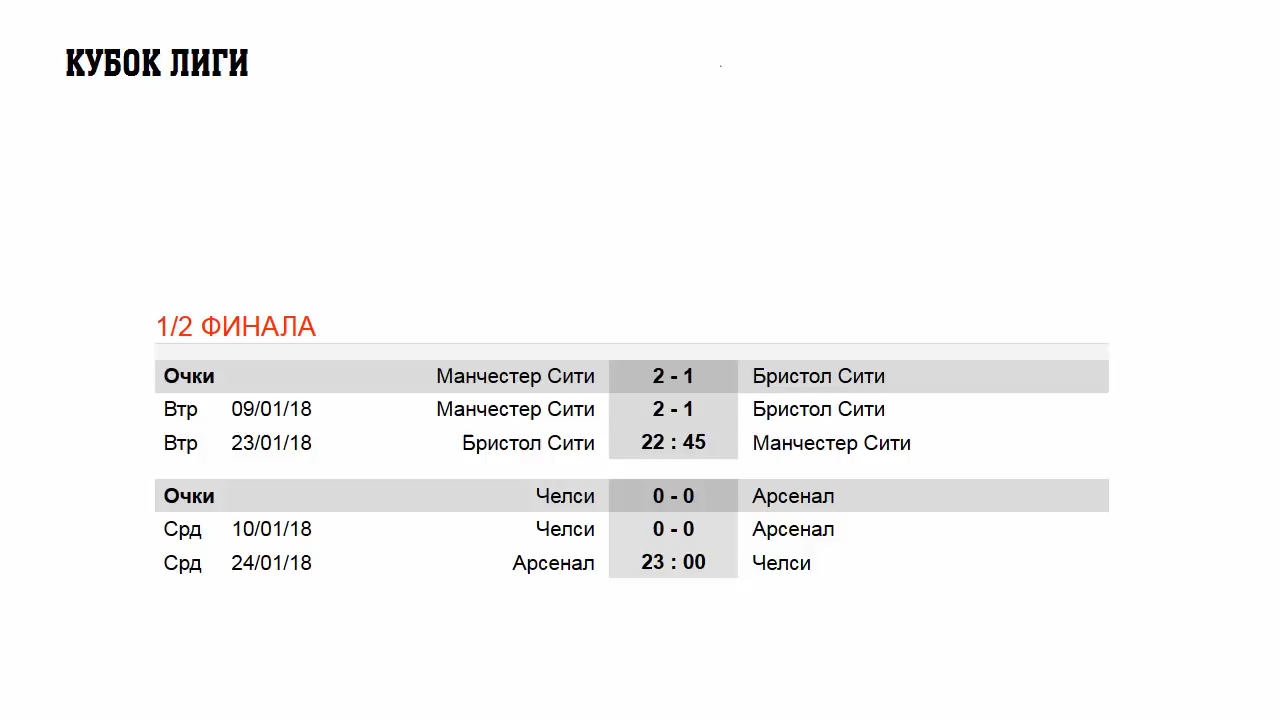 КУБОК ЛИГИ
1/2 ФИНАЛА
Очки Манчестер Сити 2 - 1 Бристол Сити
Втр 09/01/18 Манчестер Сити 2 - 1 Бристол Сити
Втр 23/01/18 Бристол Сити 22 : 45 Манчестер Сити
Очки Челси 0 - 0 Арсенал
Срд 10/01/18 Челси 0 - 0 Арсенал
Срд 24/01/18 Арсенал 23 : 00 Челси